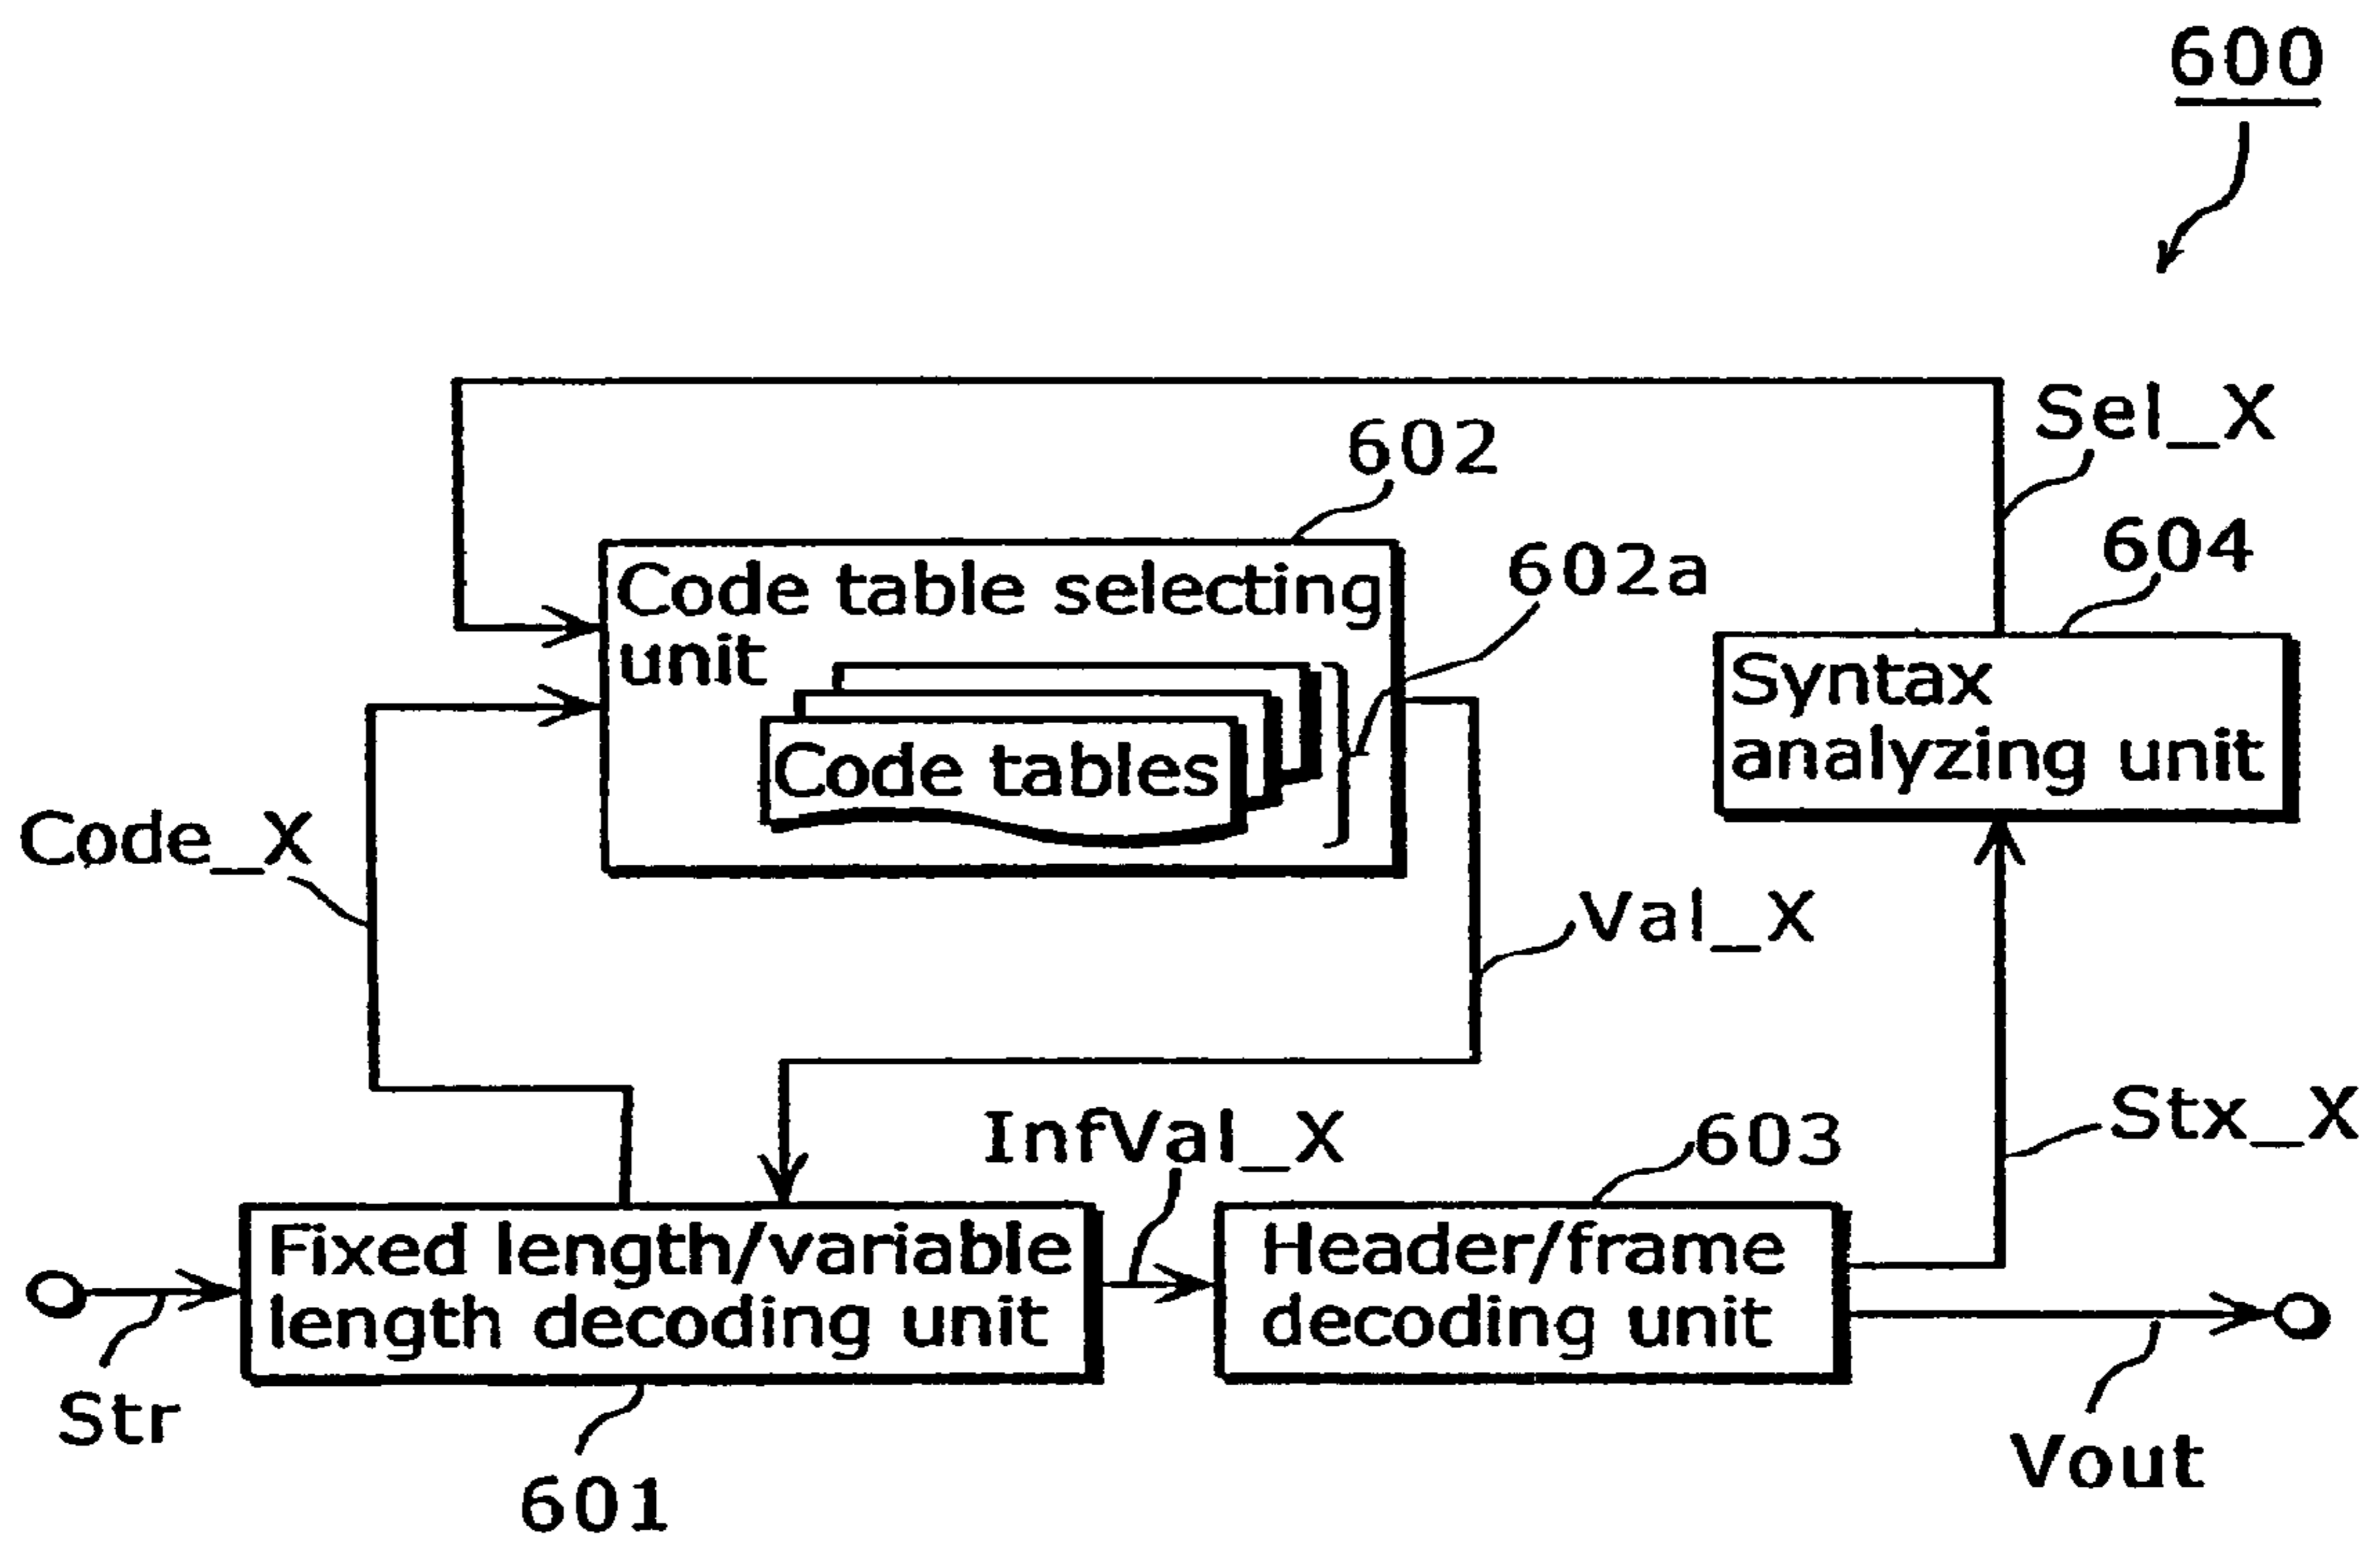 600
Sel_X
602
604
602a
Code table selecting
unit
Code tables
Syntax
analyzing unit
Code_X
Val_X
InfVal_X
603
Stx_X
Fixed length/variable
length decoding unit
Header/frame
decoding unit
Str
Vout
601